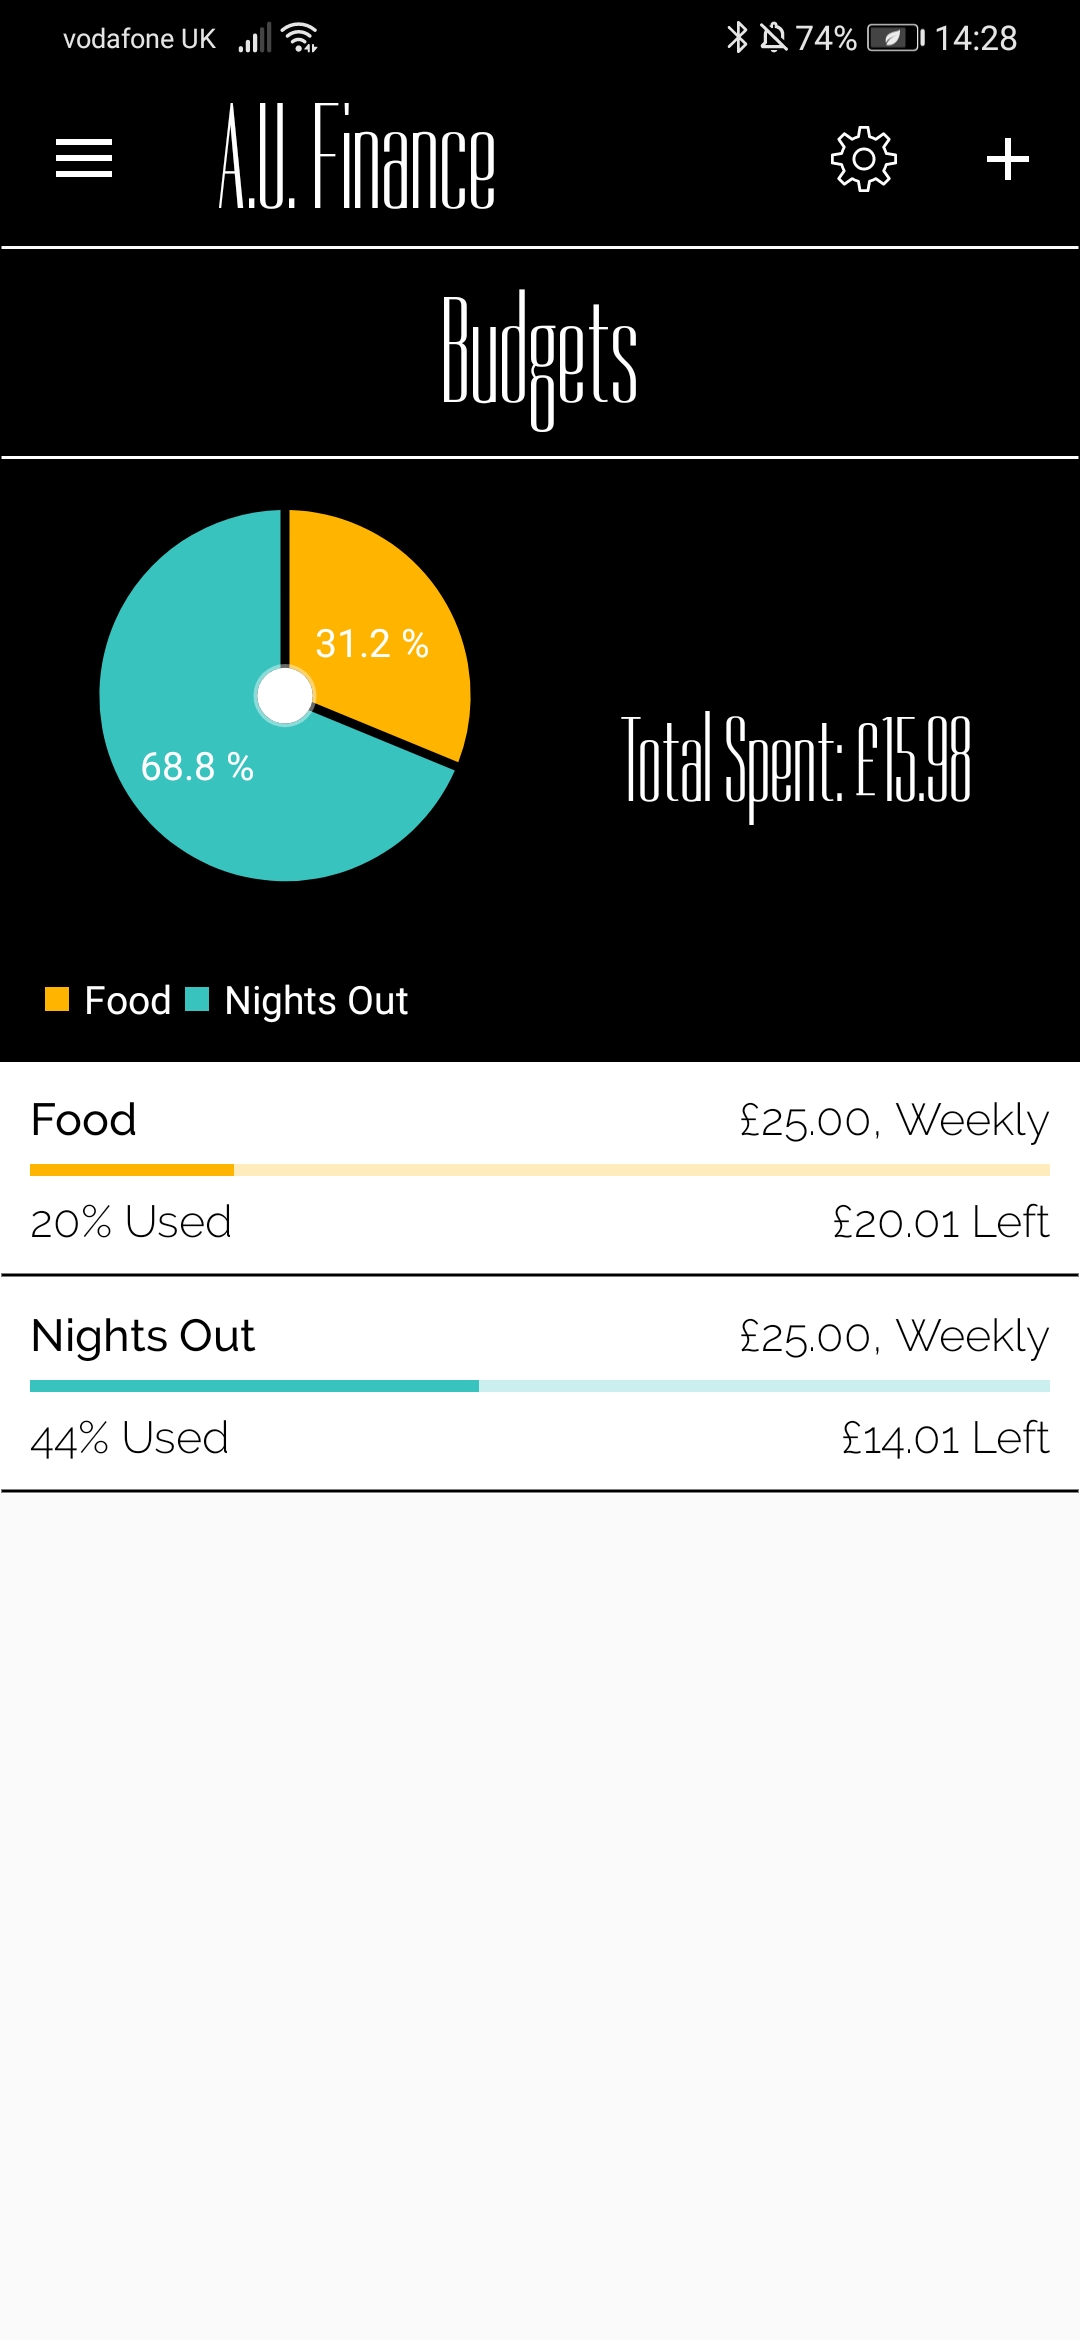 vodafone UK 74% 14:28
A.U. Finance
Budgets
31.2 %
68.8 %
Total Spent: £15.98
Food Nights Out
Food £25.00, Weekly
20% Used £20.01 Left
Nights Out £25.00, Weekly
44% Used £14.01 Left